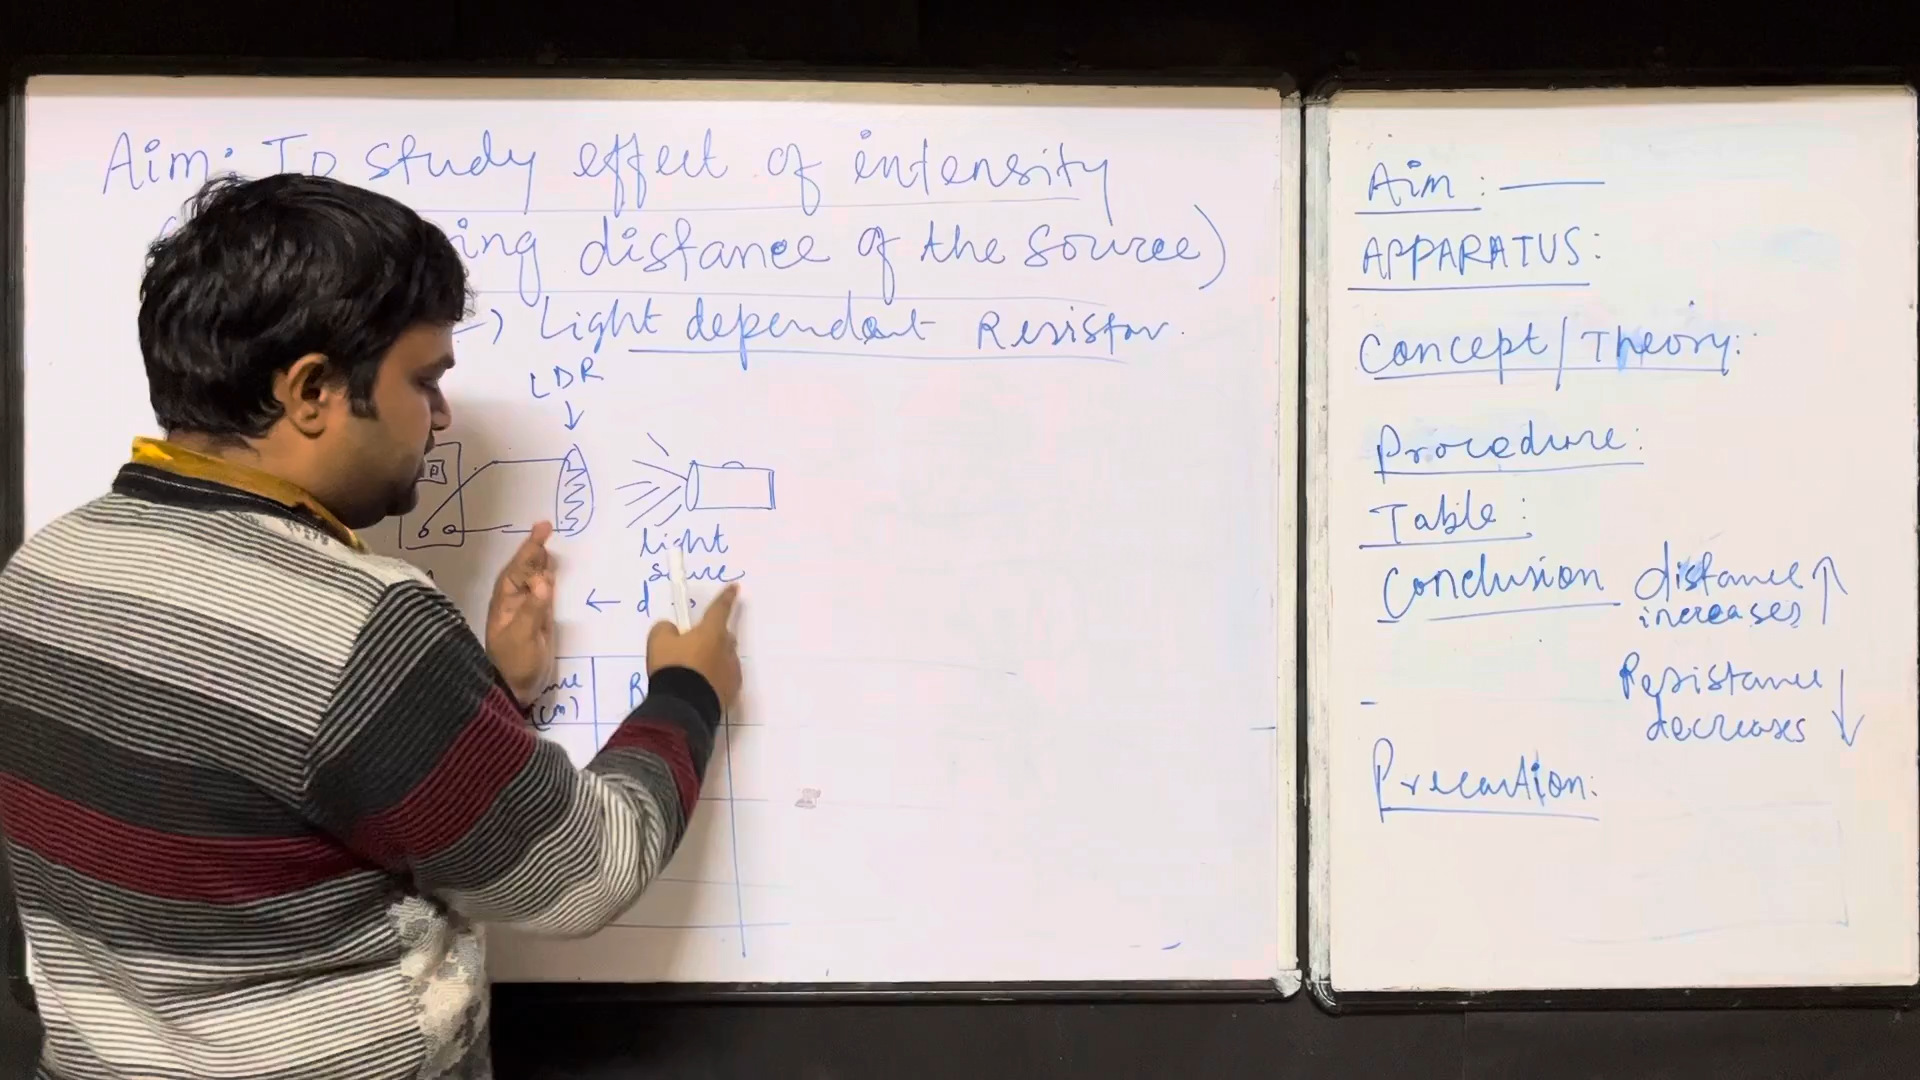 Aim: To study effect of intensity
ing distance of the source)
→) Light dependent Resistor.
LDR
Light
source
← d →
(cm)
R
Aim :
APPARATUS:
Concept/Theory:
Procedure:
Table:
Conclusion distance
increases
Resistance
decreases
Precaution: